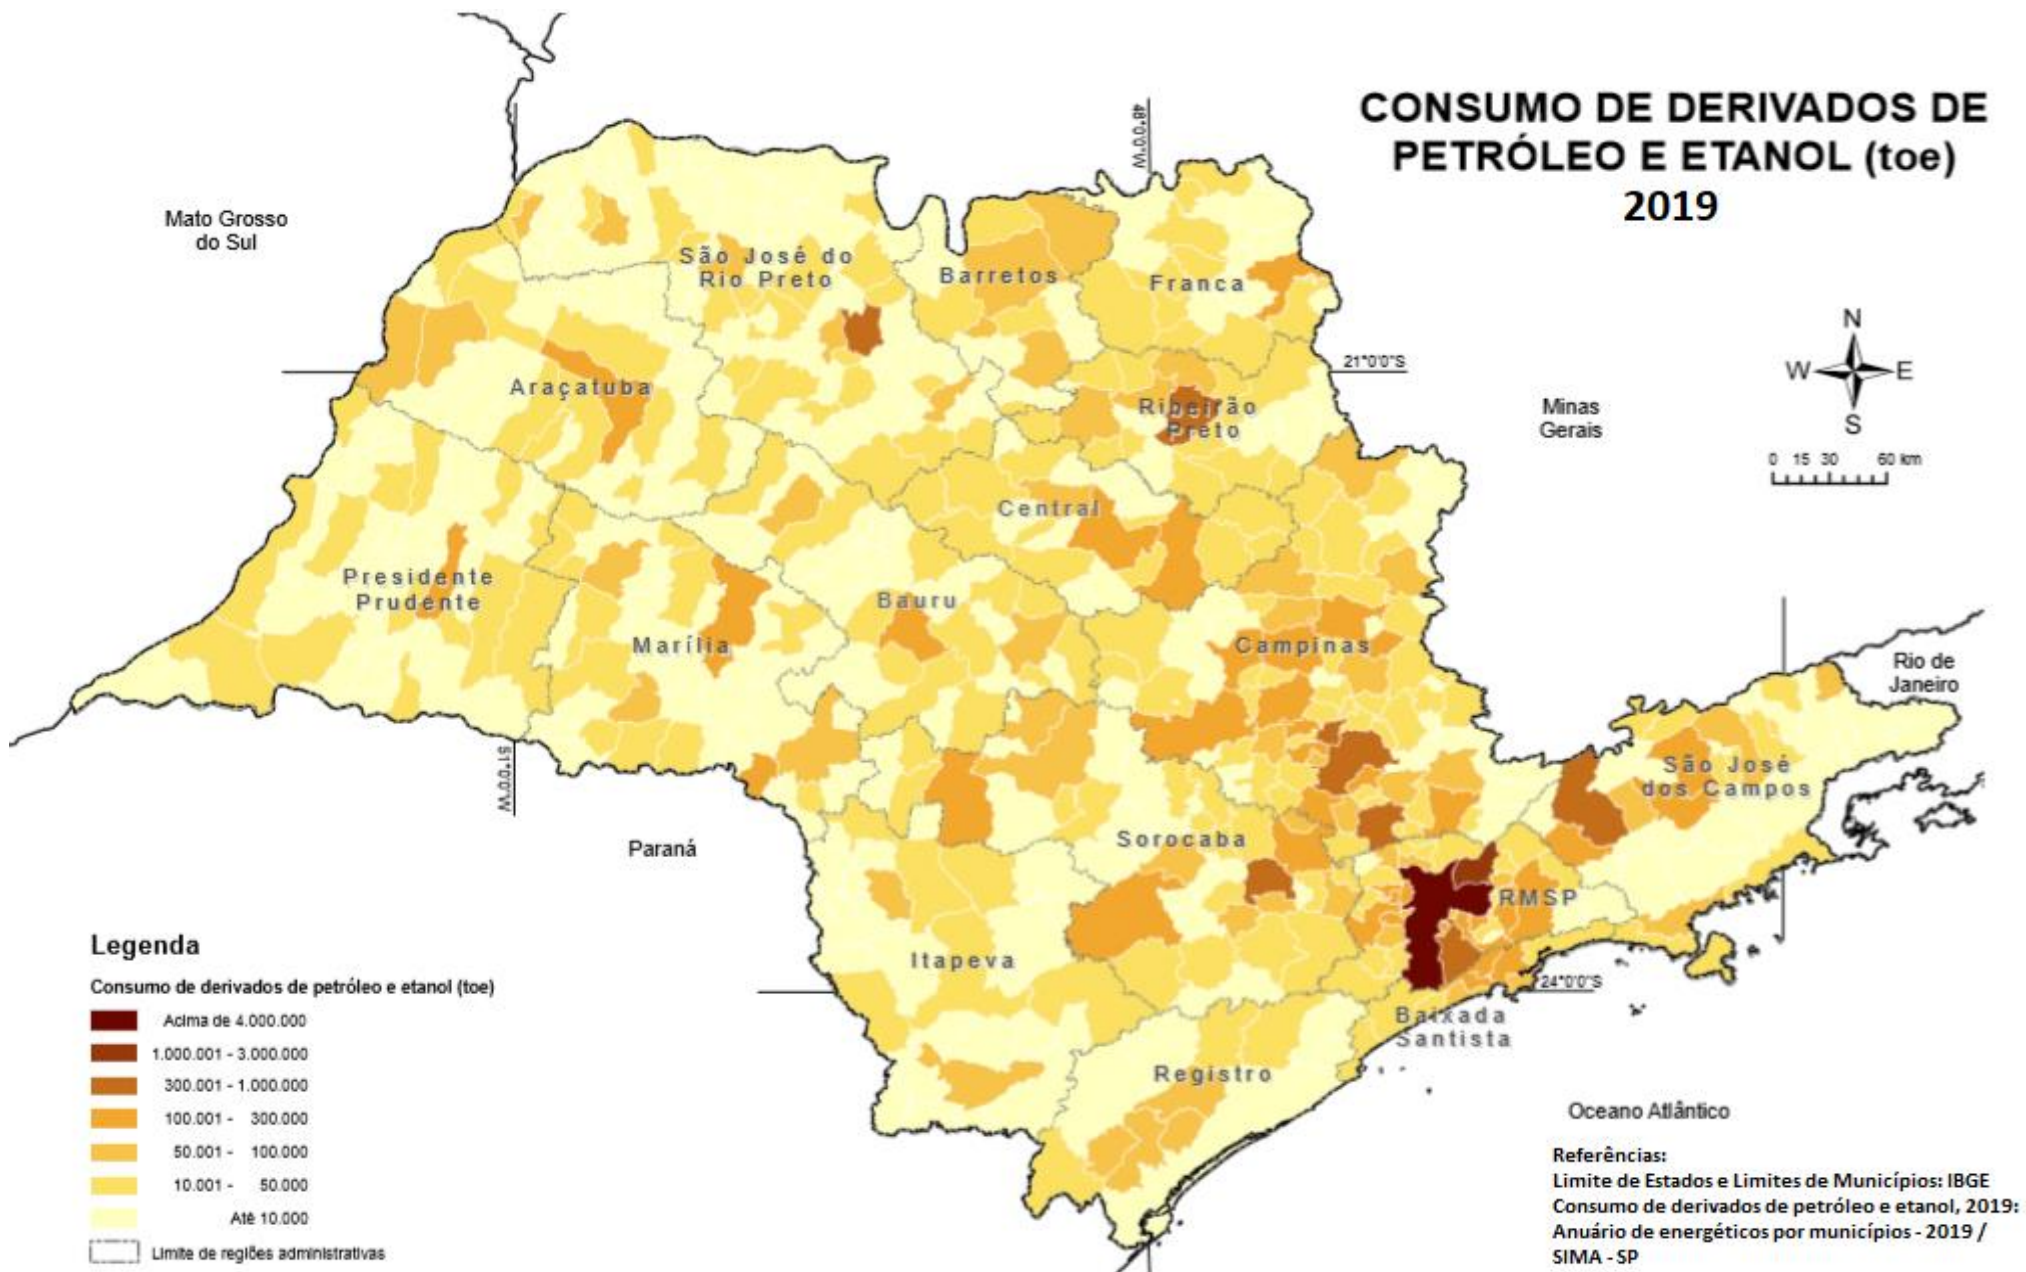 CONSUMO DE DERIVADOS DE
PETRÓLEO E ETANOL (toe)
2019
48°0'0"W
Mato Grosso
do Sul
São José do
Rio Preto
Barretos
Franca
N
W
E
S
0 15 30 60 km
21°0'0"S
Minas
Gerais
Araçatuba
Ribeirão
Preto
Central
Presidente
Prudente
Bauru
Marília
Campinas
Rio de
Janeiro
51°0'0"W
São José
dos Campos
Paraná
Sorocaba
RMSP
Itapeva
24°0'0"S
Baixada
Santista
Registro
Oceano Atlântico
Legenda
Consumo de derivados de petróleo e etanol (toe)
Acima de 4.000.000
1.000.001 - 3.000.000
300.001 - 1.000.000
100.001 - 300.000
50.001 - 100.000
10.001 - 50.000
Até 10.000
Limite de regiões administrativas
Referências:
Limite de Estados e Limites de Municípios: IBGE
Consumo de derivados de petróleo e etanol, 2019:
Anuário de energéticos por municípios - 2019 /
SIMA - SP